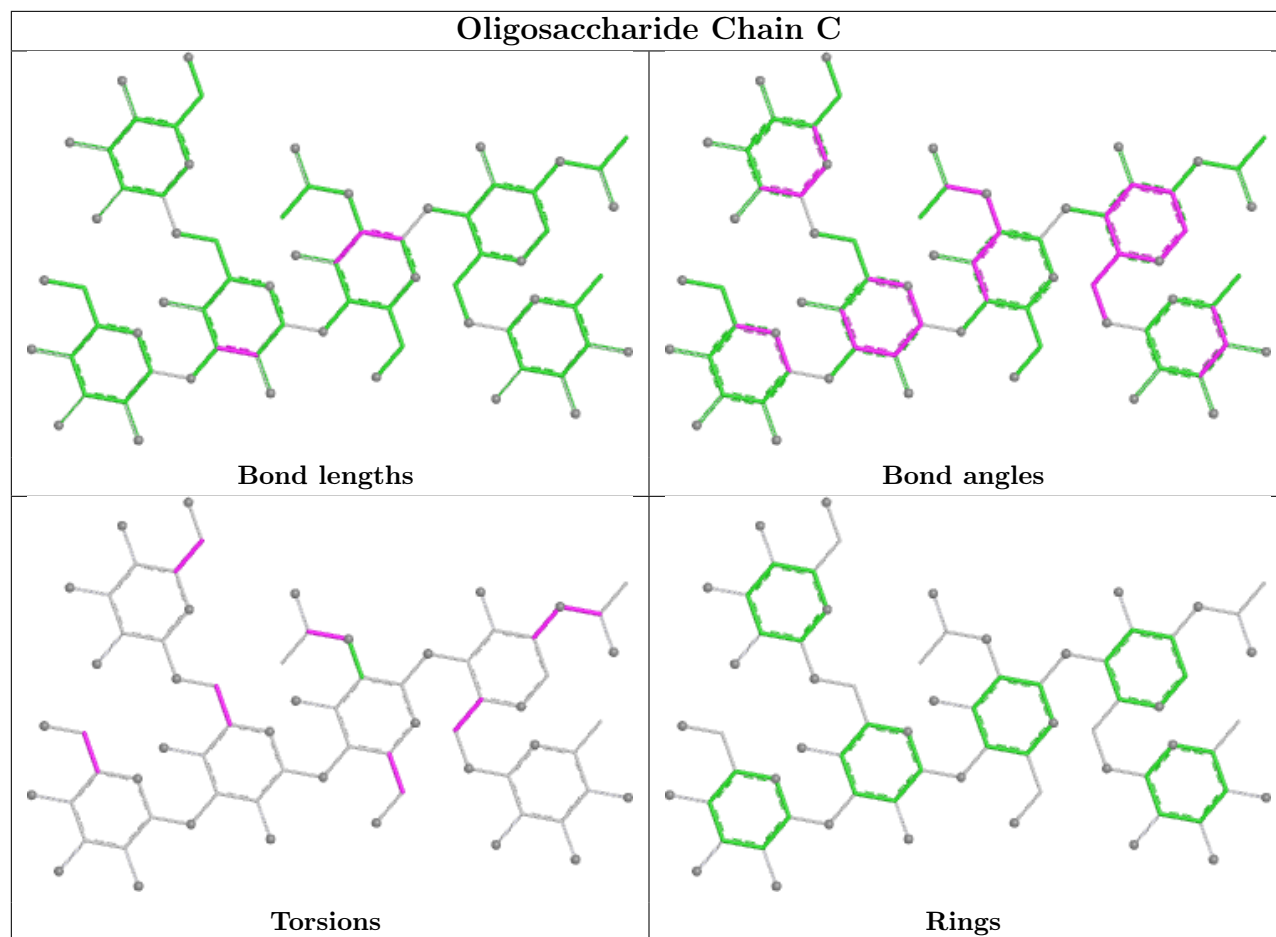 Oligosaccharide Chain C
Bond lengths
Bond angles
Torsions
Rings